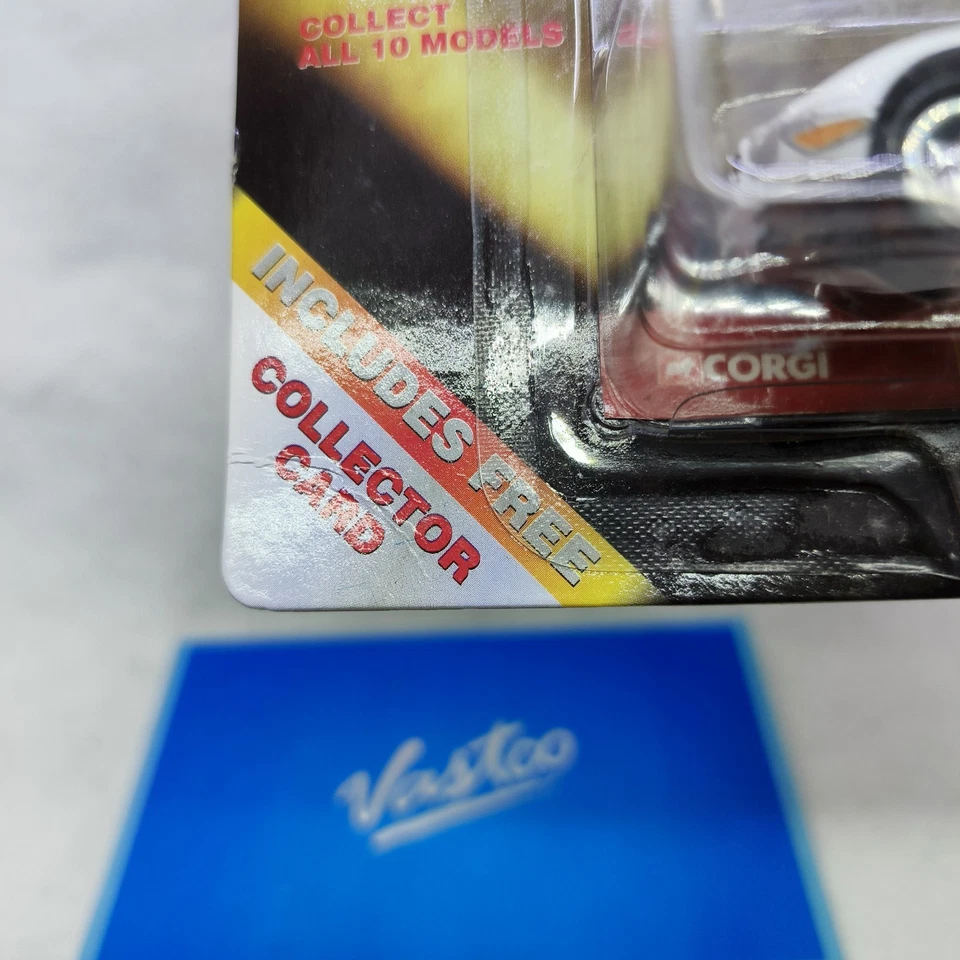 COLLECT
ALL 10 MODELS
CORGI
INCLUDES FREE
COLLECTOR
CARD
Vastco